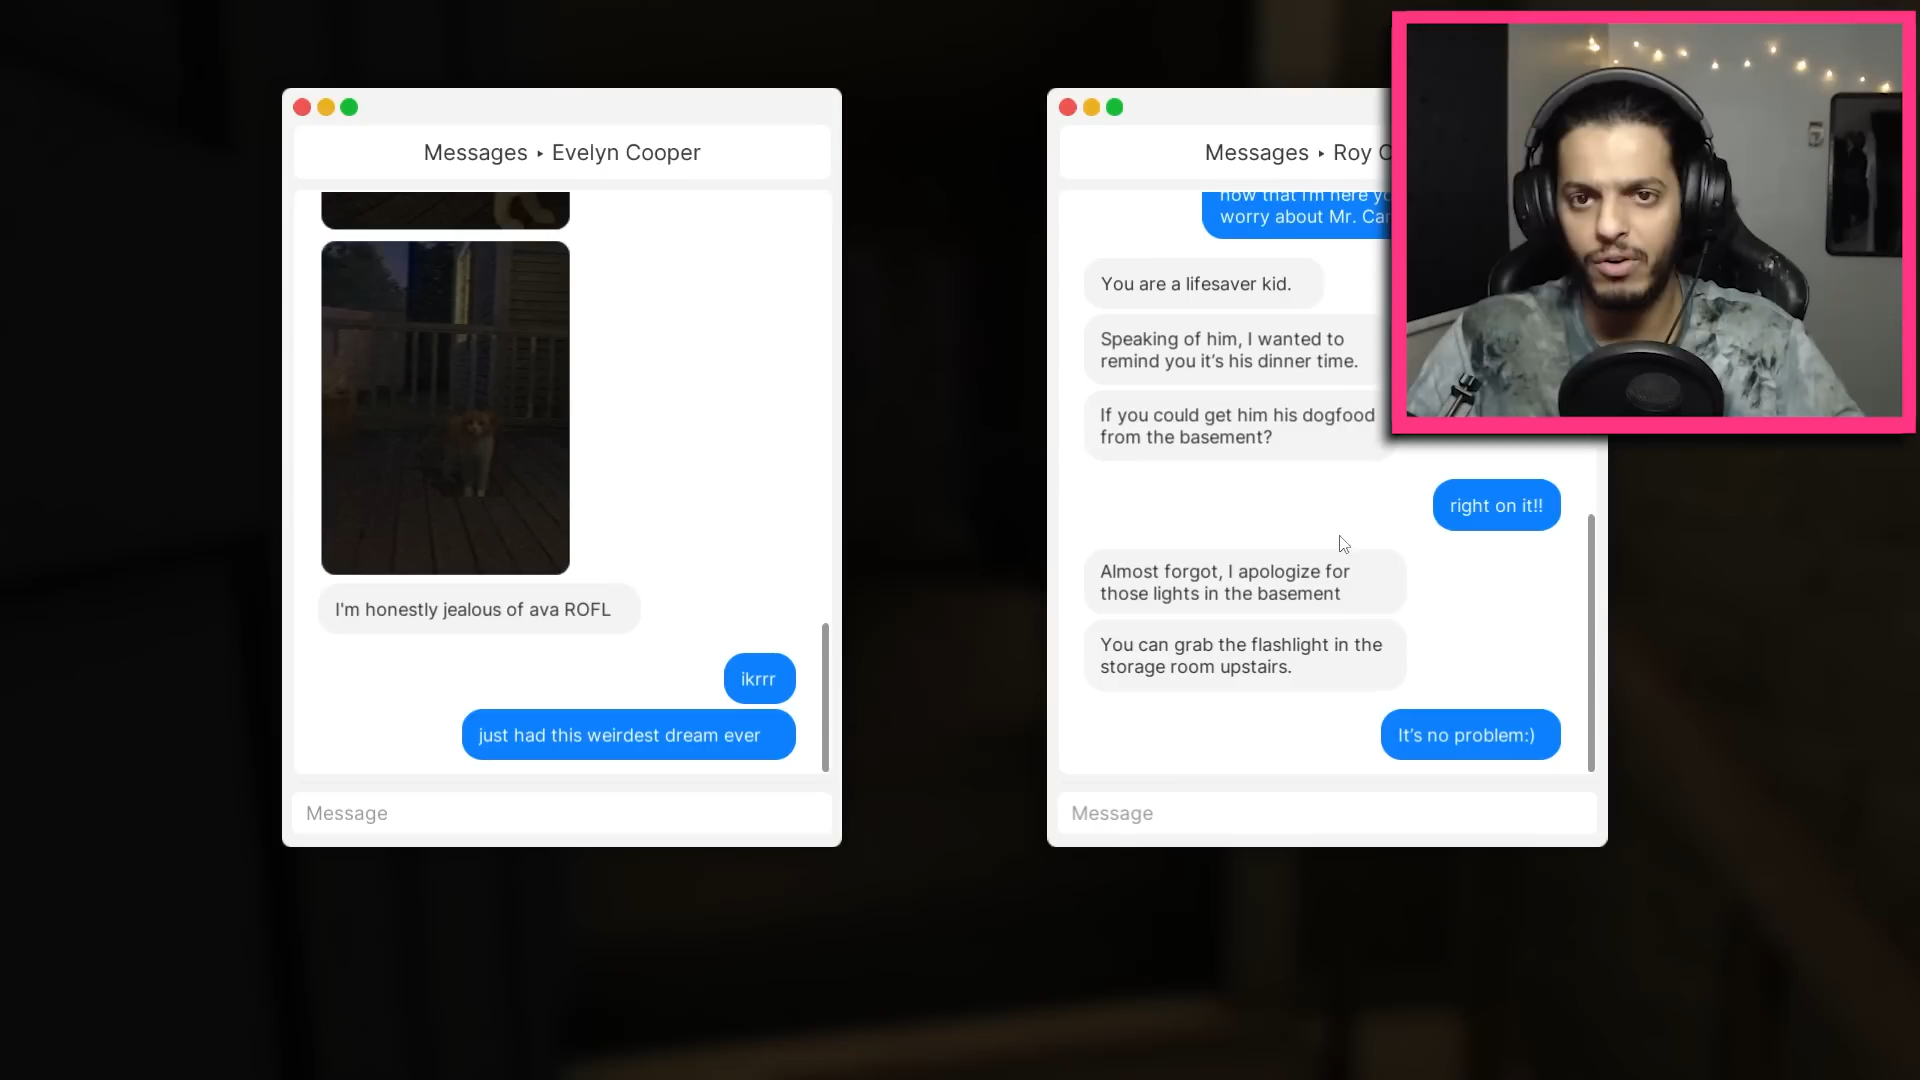 Messages ‣ Evelyn Cooper
I'm honestly jealous of ava ROFL
ikrrr
just had this weirdest dream ever
Message
Messages ‣ Roy
now that I'm here
worry about Mr.
You are a lifesaver kid.
Speaking of him, I wanted to
remind you it’s his dinner time.
If you could get him his dogfood
from the basement?
right on it!!
Almost forgot, I apologize for
those lights in the basement
You can grab the flashlight in the
storage room upstairs.
It’s no problem:)
Message